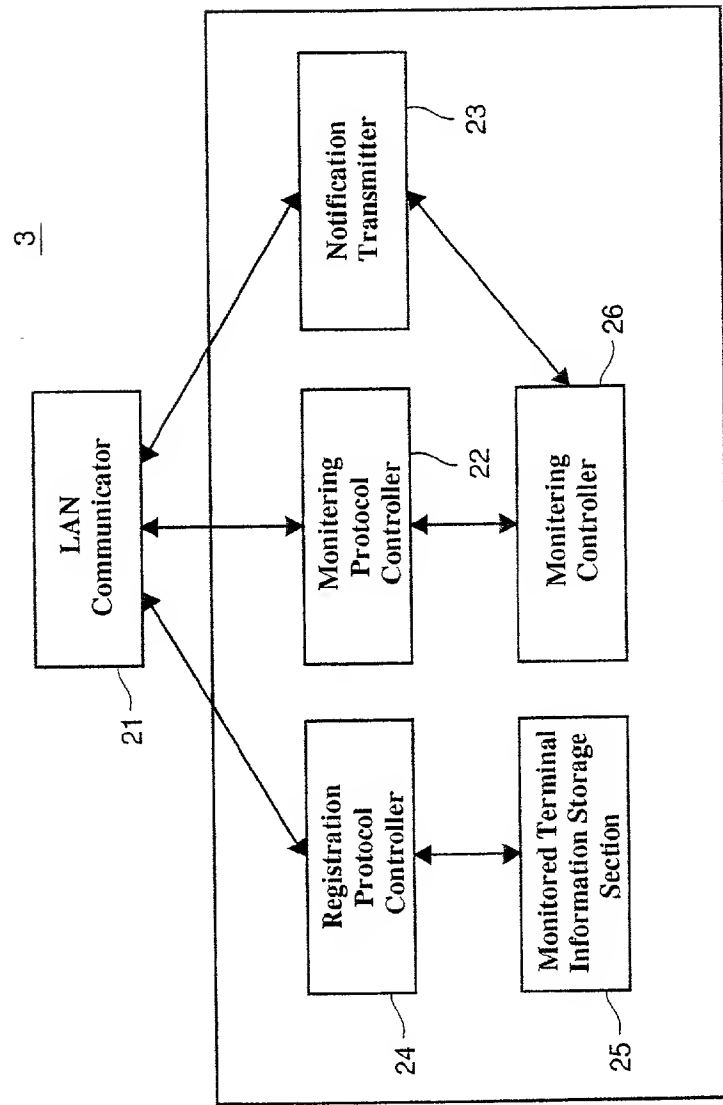 3
LAN
Communicator
21
Registration
Protocol
Controller
24
Monitering
Protocol
Controller
22
Notification
Transmitter
23
Monitored Terminal
Information Storage
Section
25
Monitering
Controller
26